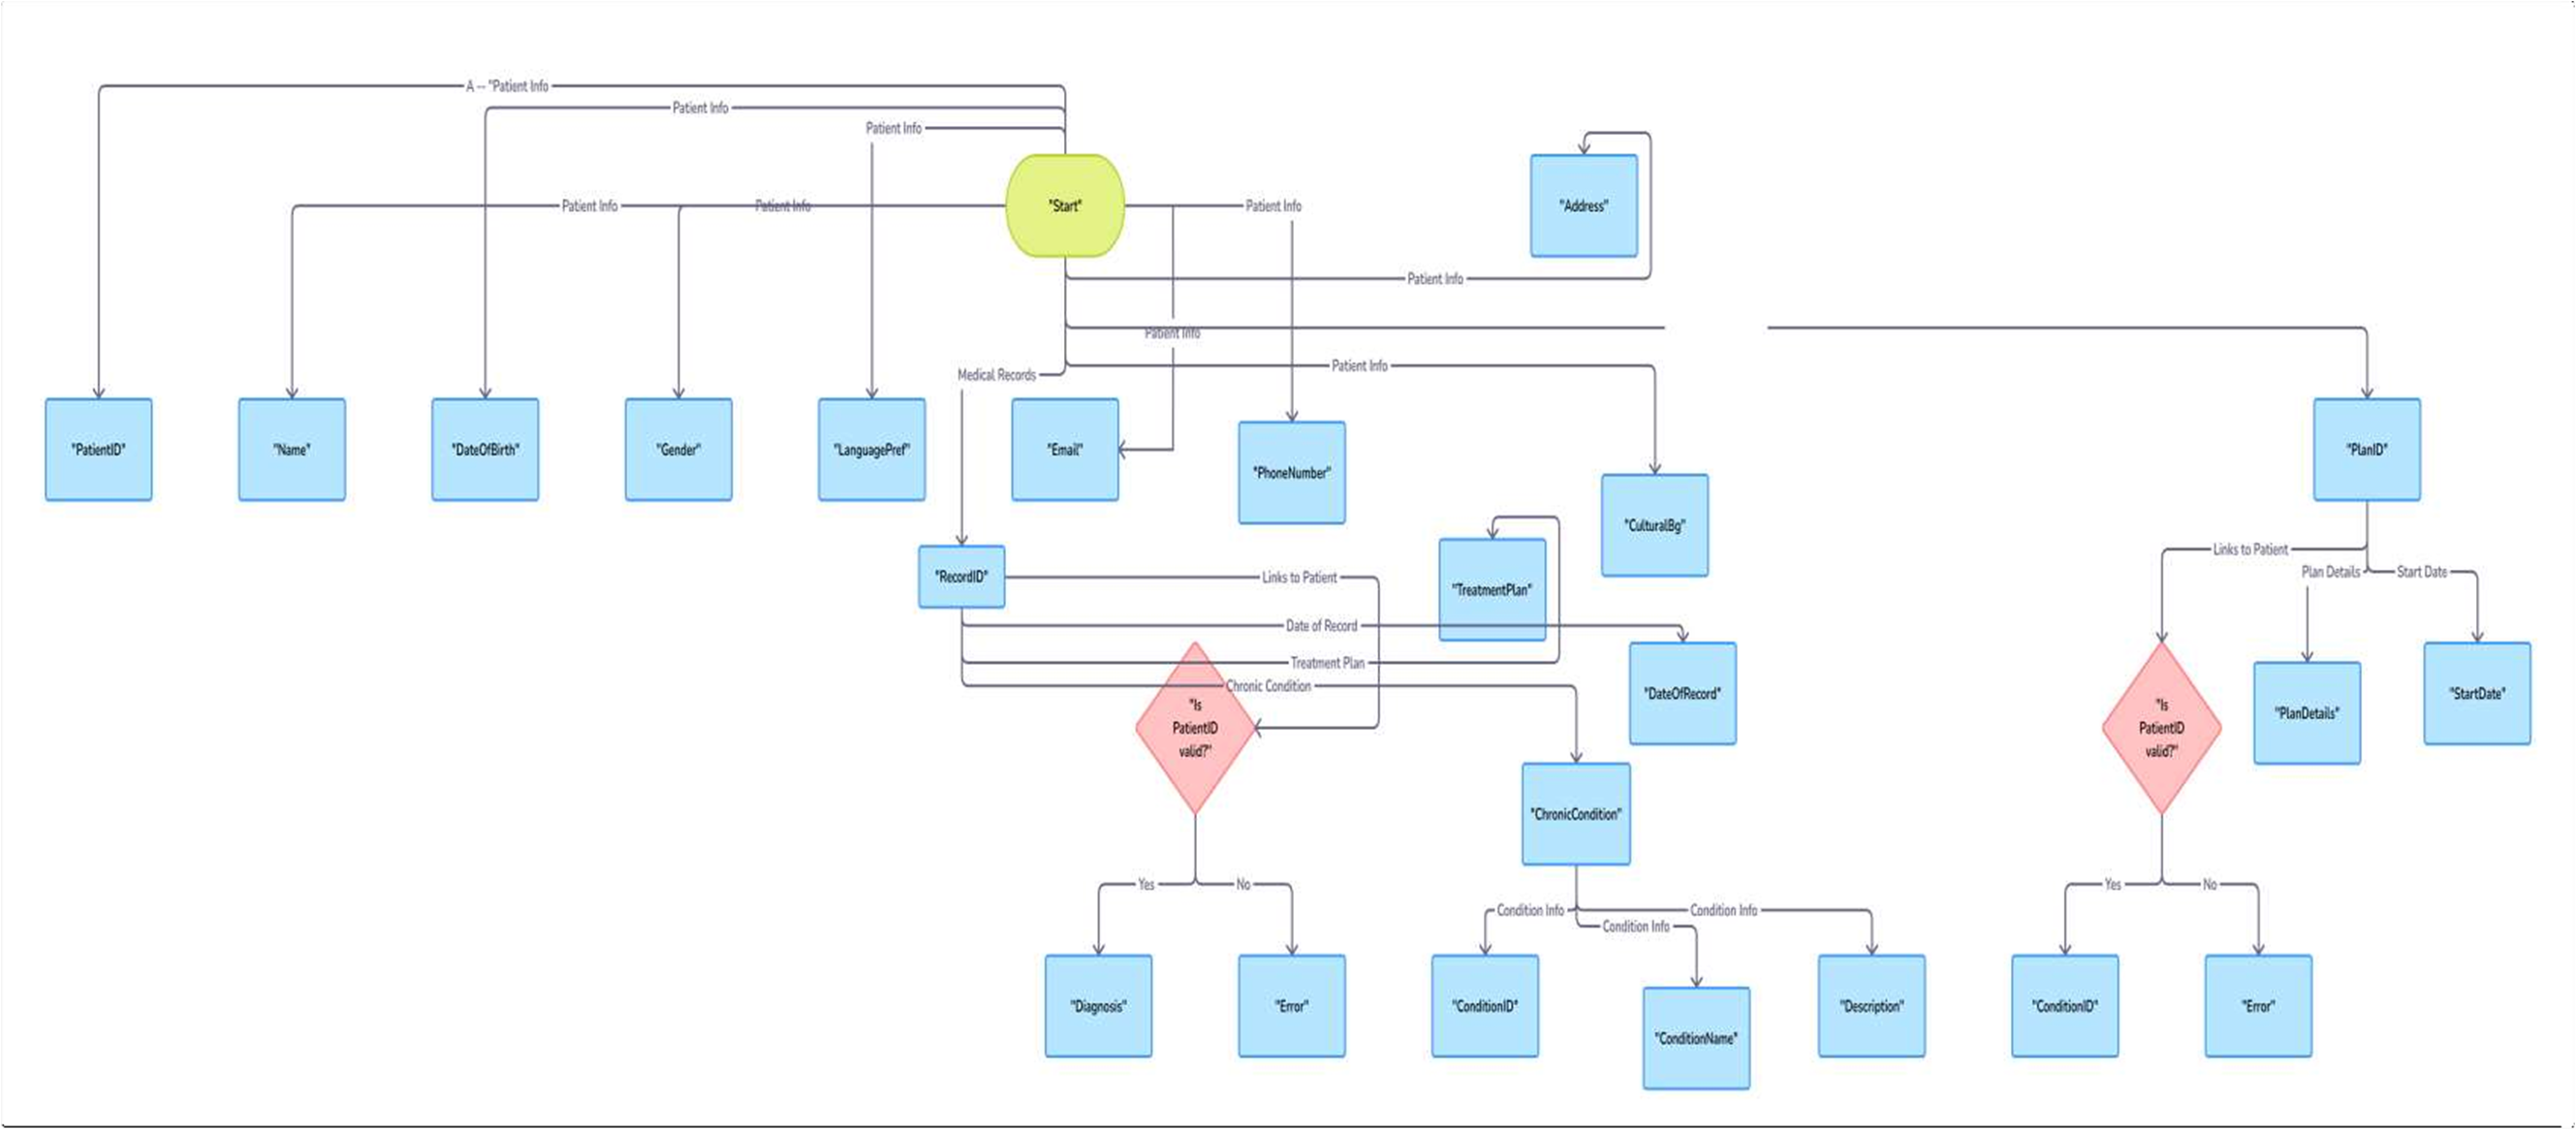 A -- "Patient Info
Patient Info
Patient Info
Patient Info
Patient Info
"Start"
Patient Info
"Address"
Patient Info
Patient Info
Patient Info
Medical Records
"PatientID"
"Name"
"DateOfBirth"
"Gender"
"LanguagePref"
"Email"
"PhoneNumber"
"CulturalBg"
"PlanID"
"RecordID"
Links to Patient
"TreatmentPlan"
Links to Patient
Plan Details
Start Date
Date of Record
Treatment Plan
Chronic Condition
"DateOfRecord"
"Is
PatientID
valid?"
"Is
PatientID
valid?"
"PlanDetails"
"StartDate"
"ChronicCondition"
Yes
No
Condition Info
Condition Info
Condition Info
Yes
No
"Diagnosis"
"Error"
"ConditionID"
"ConditionName"
"Description"
"ConditionID"
"Error"